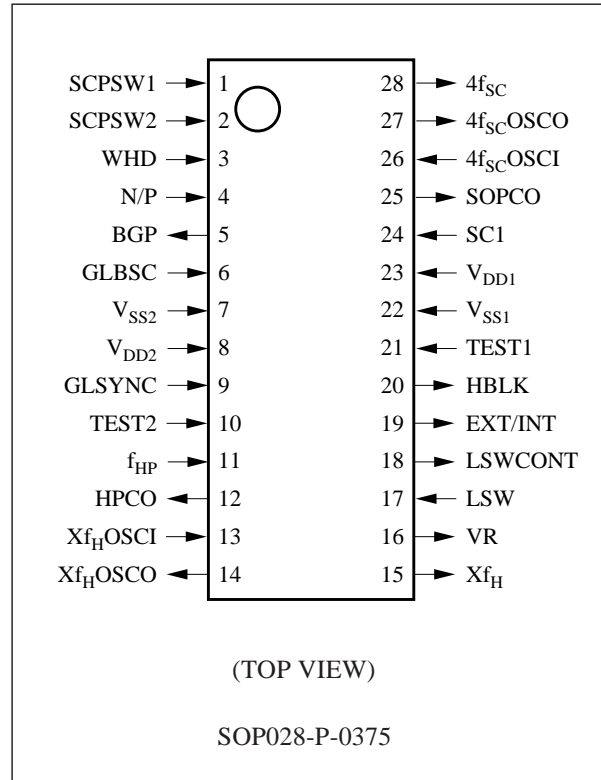 SCPSW1 1 28 4fSC
SCPSW2 2 27 4fSCOSCO
WHD 3 26 4fSCOSCI
N/P 4 25 SOPCO
BGP 5 24 SC1
GLBSC 6 23 VDD1
VSS2 7 22 VSS1
VDD2 8 21 TEST1
GLSYNC 9 20 HBLK
TEST2 10 19 EXT/INT
fHP 11 18 LSWCONT
HPCO 12 17 LSW
XfHOSCI 13 16 VR
XfHOSCO 14 15 XfH
(TOP VIEW)
SOP028-P-0375